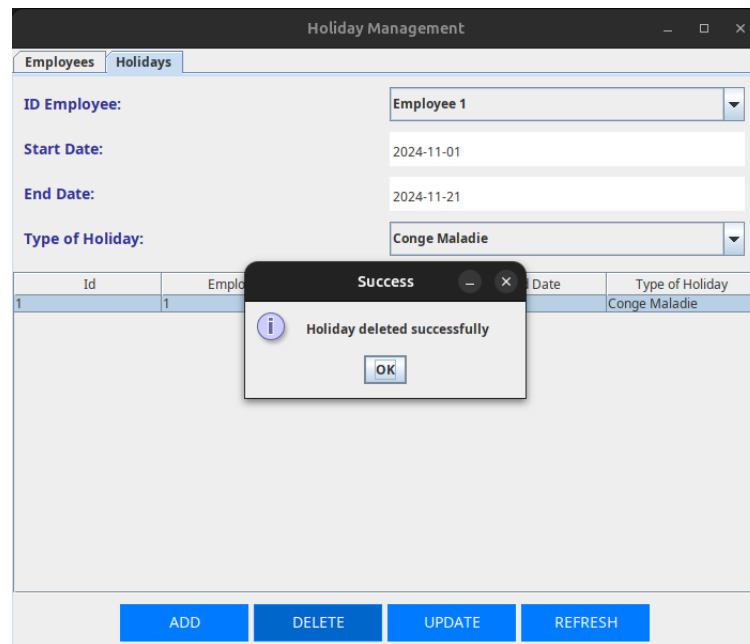 Holiday Management
Employees Holidays
ID Employee: Employee 1
Start Date: 2024-11-01
End Date: 2024-11-21
Type of Holiday: Conge Maladie
Id Emplo Date Type of Holiday
1 1 Conge Maladie
Success
Holiday deleted successfully
OK
ADD DELETE UPDATE REFRESH